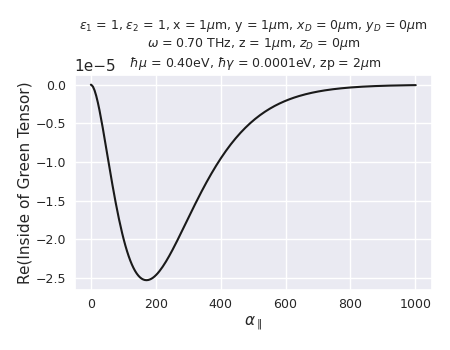 ε₁ = 1, ε₂ = 1, x = 1μm, y = 1μm, x_D = 0μm, y_D = 0μm
ω = 0.70 THz, z = 1μm, z_D = 0μm
ℏμ = 0.40eV, ℏγ = 0.0001eV, zp = 2μm
1e−5
0.0
−0.5
−1.0
−1.5
−2.0
−2.5
Re(Inside of Green Tensor)
0 200 400 600 800 1000
α_∥